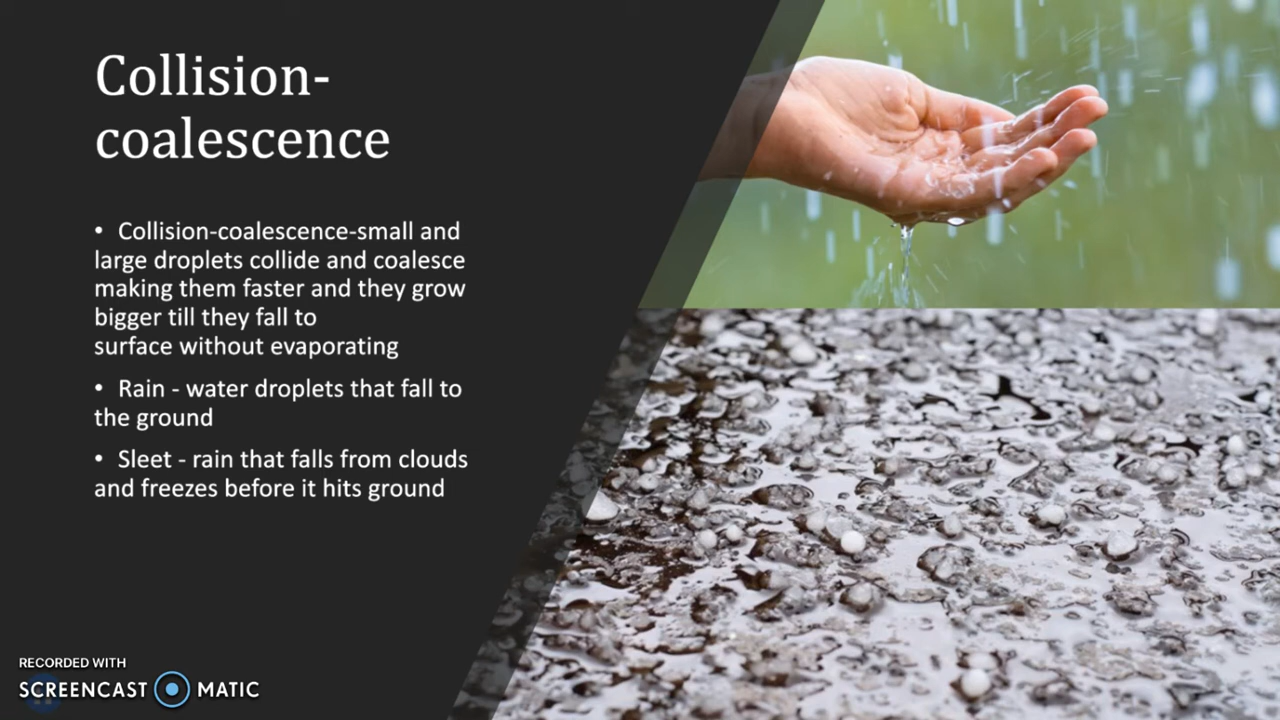 Collision-
coalescence
• Collision-coalescence-small and
large droplets collide and coalesce
making them faster and they grow
bigger till they fall to
surface without evaporating
• Rain - water droplets that fall to
the ground
• Sleet - rain that falls from clouds
and freezes before it hits ground
RECORDED WITH
SCREENCAST MATIC